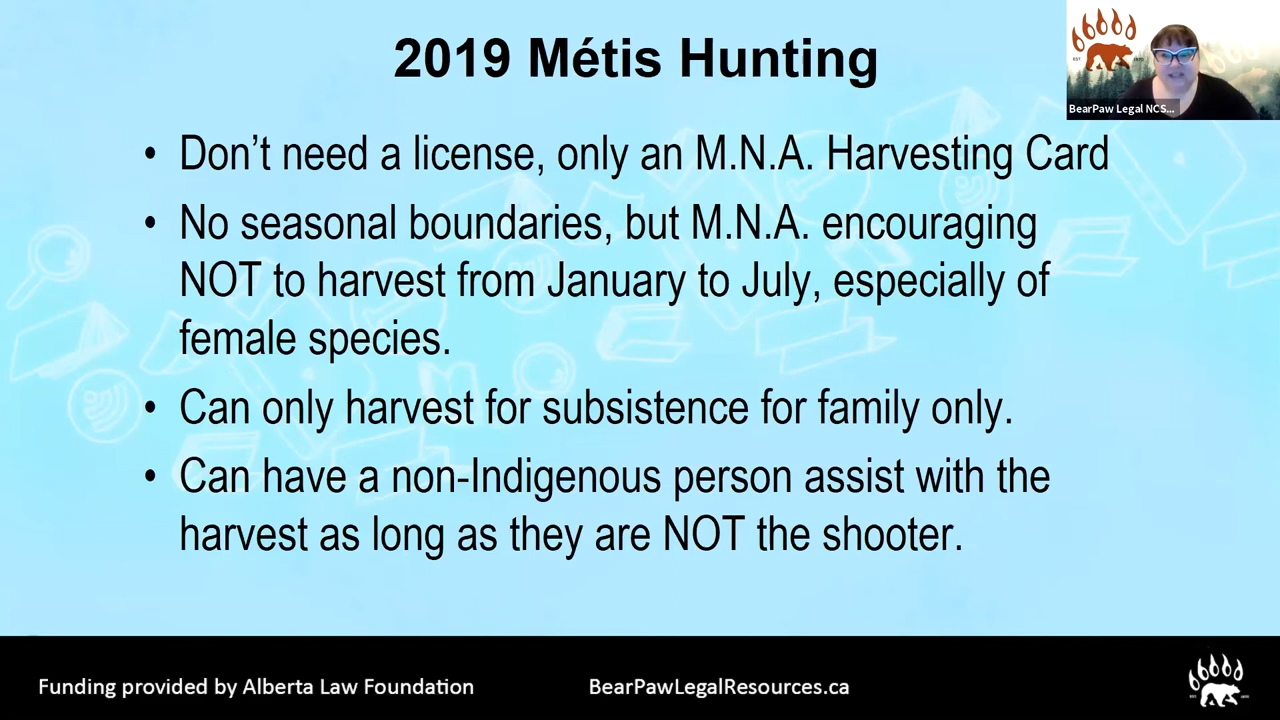 2019 Métis Hunting
BearPaw Legal NCS...
• Don’t need a license, only an M.N.A. Harvesting Card
• No seasonal boundaries, but M.N.A. encouraging
NOT to harvest from January to July, especially of
female species.
• Can only harvest for subsistence for family only.
• Can have a non-Indigenous person assist with the
harvest as long as they are NOT the shooter.
Funding provided by Alberta Law Foundation
BearPawLegalResources.ca